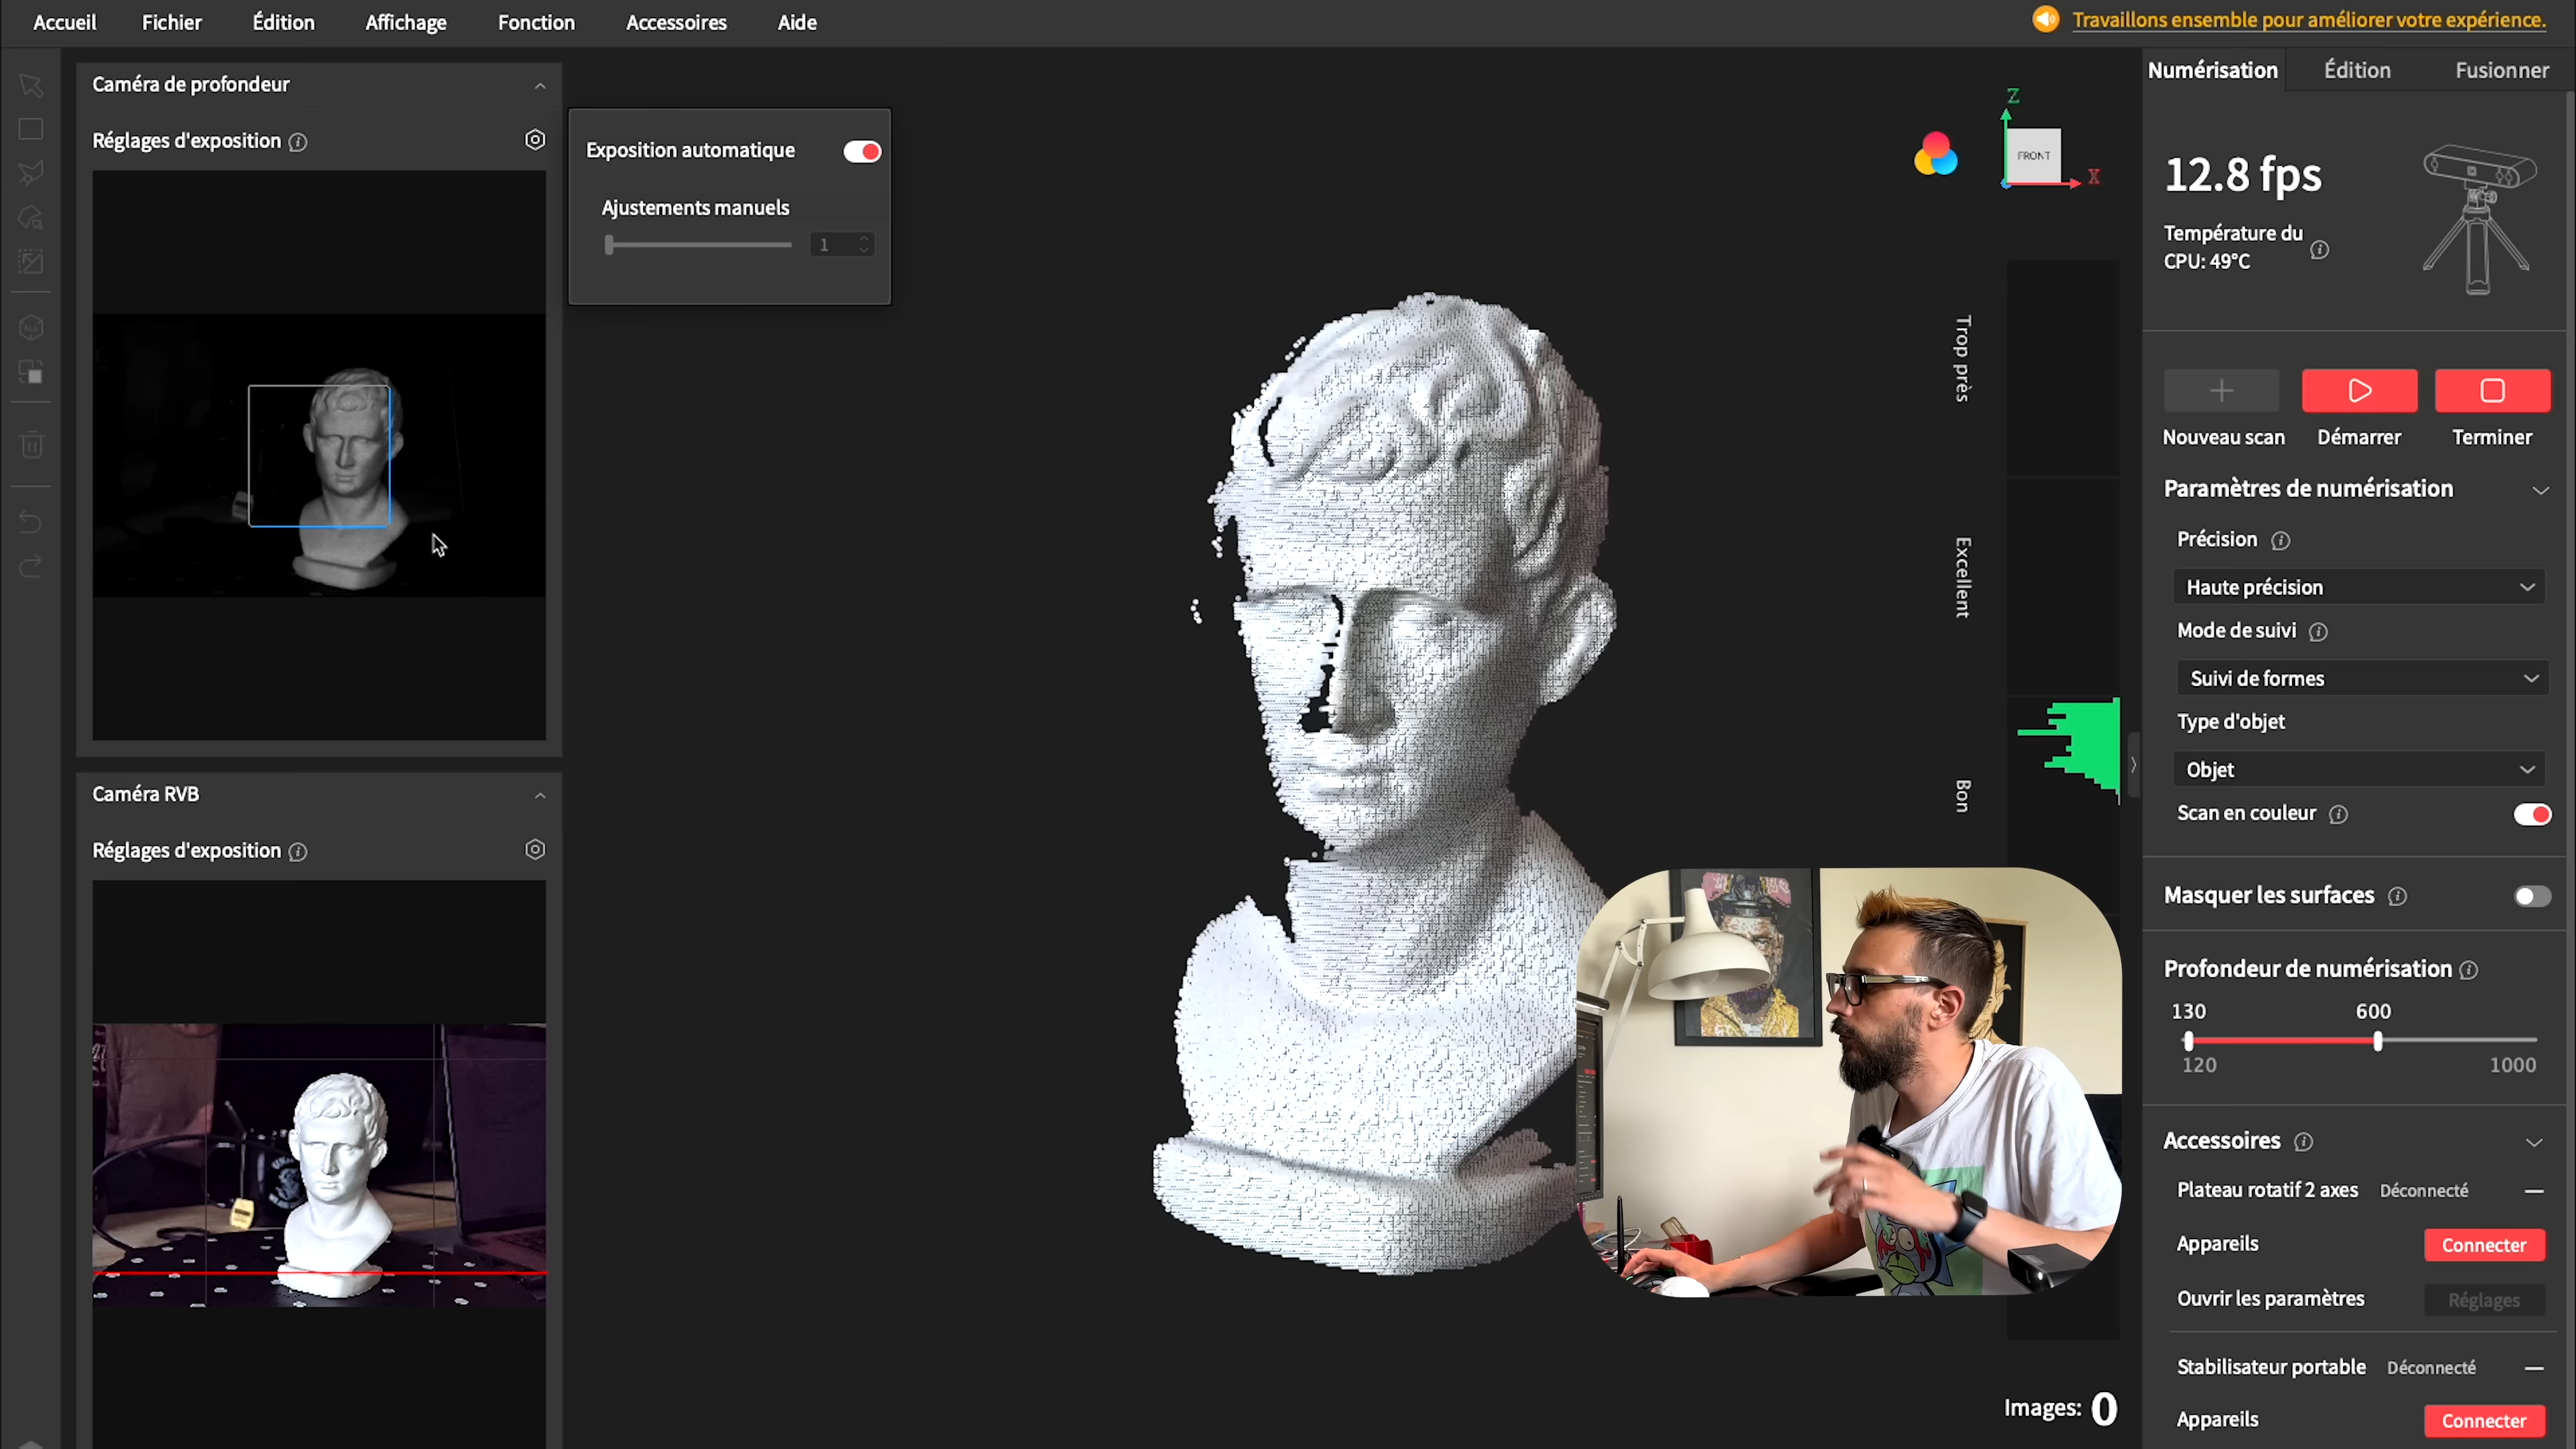 Accueil Fichier Édition Affichage Fonction Accessoires Aide
Travaillons ensemble pour améliorer votre expérience.
Caméra de profondeur
Réglages d'exposition
Exposition automatique
Ajustements manuels
1
Caméra RVB
Réglages d'exposition
Z
FRONT
X
Trop près
Excellent
Bon
Images: 0
Numérisation Édition Fusionner
12.8 fps
Température du
CPU: 49°C
Nouveau scan Démarrer Terminer
Paramètres de numérisation
Précision
Haute précision
Mode de suivi
Suivi de formes
Type d'objet
Objet
Scan en couleur
Masquer les surfaces
Profondeur de numérisation
130 600
120 1000
Accessoires
Plateau rotatif 2 axes Déconnecté
Appareils Connecter
Ouvrir les paramètres Réglages
Stabilisateur portable Déconnecté
Appareils Connecter